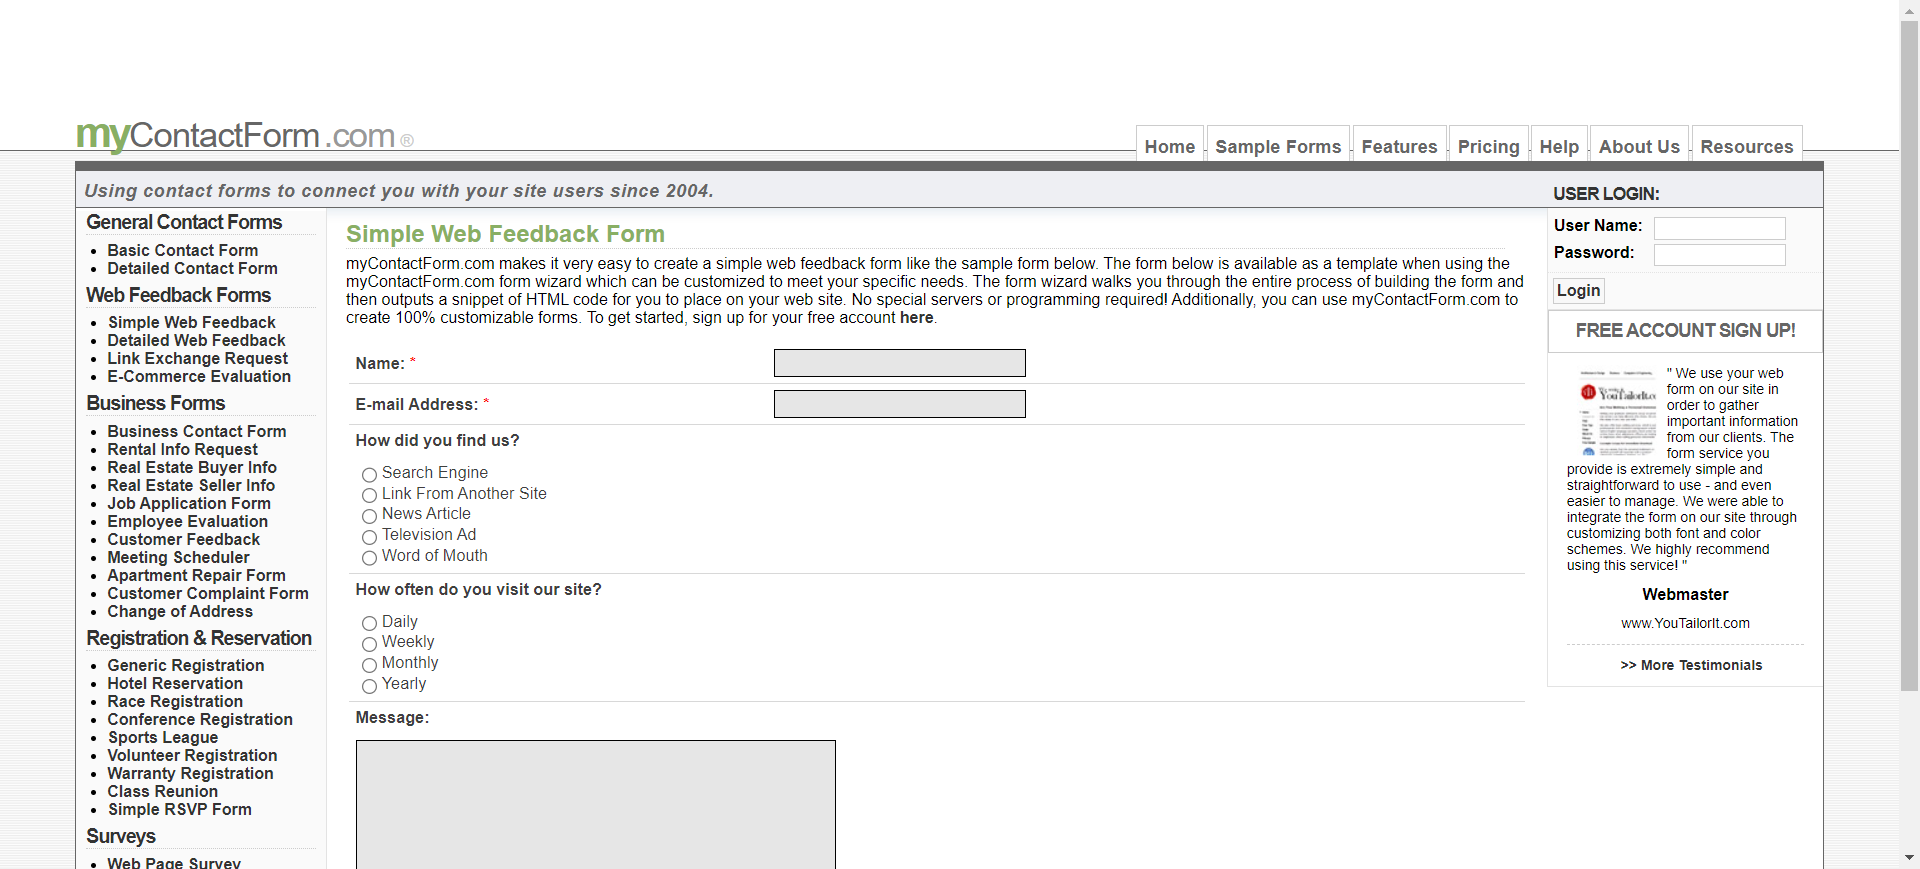 myContactForm.com ®
Home
Sample Forms
Features
Pricing
Help
About Us
Resources
Using contact forms to connect you with your site users since 2004.
USER LOGIN:
General Contact Forms
Basic Contact Form
Detailed Contact Form
Web Feedback Forms
Simple Web Feedback
Detailed Web Feedback
Link Exchange Request
E-Commerce Evaluation
Business Forms
Business Contact Form
Rental Info Request
Real Estate Buyer Info
Real Estate Seller Info
Job Application Form
Employee Evaluation
Customer Feedback
Meeting Scheduler
Apartment Repair Form
Customer Complaint Form
Change of Address
Registration & Reservation
Generic Registration
Hotel Reservation
Race Registration
Conference Registration
Sports League
Volunteer Registration
Warranty Registration
Class Reunion
Simple RSVP Form
Surveys
Web Page Survey
Simple Web Feedback Form
myContactForm.com makes it very easy to create a simple web feedback form like the sample form below. The form below is available as a template when using the
myContactForm.com form wizard which can be customized to meet your specific needs. The form wizard walks you through the entire process of building the form and
then outputs a snippet of HTML code for you to place on your web site. No special servers or programming required! Additionally, you can use myContactForm.com to
create 100% customizable forms. To get started, sign up for your free account here.
Name: *
E-mail Address: *
How did you find us?
Search Engine
Link From Another Site
News Article
Television Ad
Word of Mouth
How often do you visit our site?
Daily
Weekly
Monthly
Yearly
Message:
User Name:
Password:
Login
FREE ACCOUNT SIGN UP!
" We use your web
form on our site in
order to gather
important information
from our clients. The
form service you
provide is extremely simple and
straightforward to use - and even
easier to manage. We were able to
integrate the form on our site through
customizing both font and color
schemes. We highly recommend
using this service! "
Webmaster
www.YouTailorIt.com
>> More Testimonials